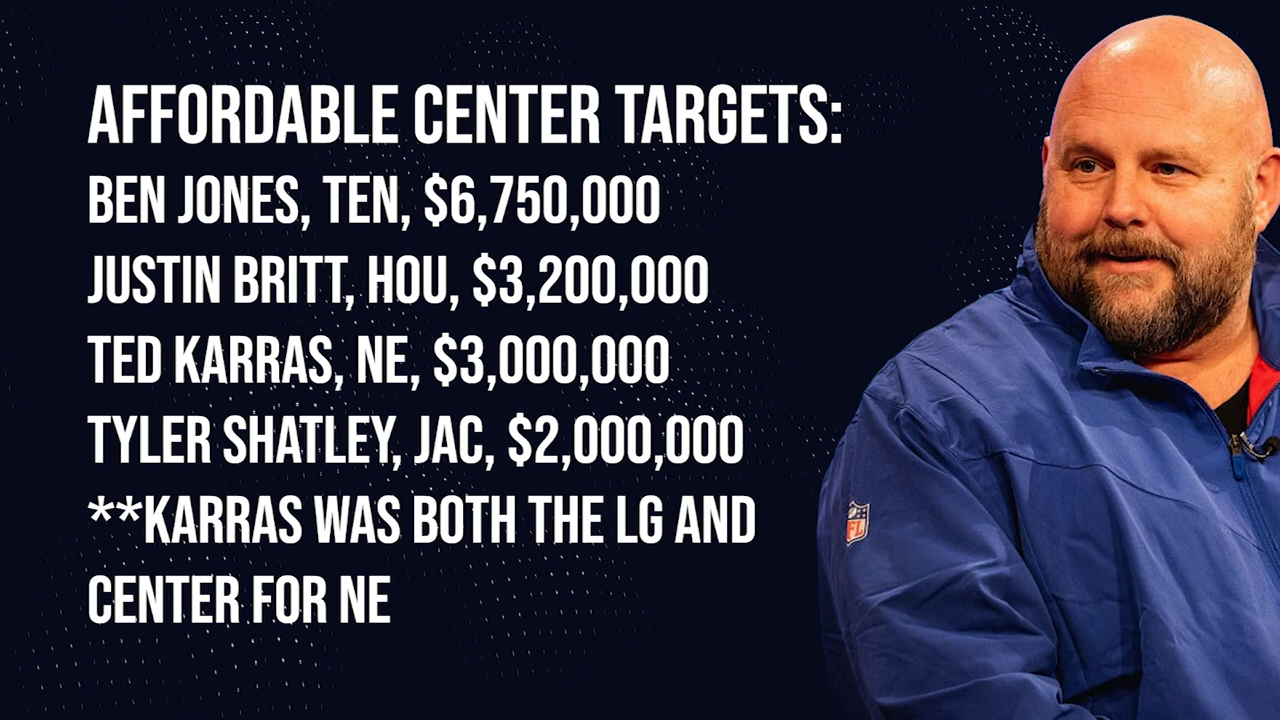 AFFORDABLE CENTER TARGETS:
BEN JONES, TEN, $6,750,000
JUSTIN BRITT, HOU, $3,200,000
TED KARRAS, NE, $3,000,000
TYLER SHATLEY, JAC, $2,000,000
**KARRAS WAS BOTH THE LG AND
CENTER FOR NE